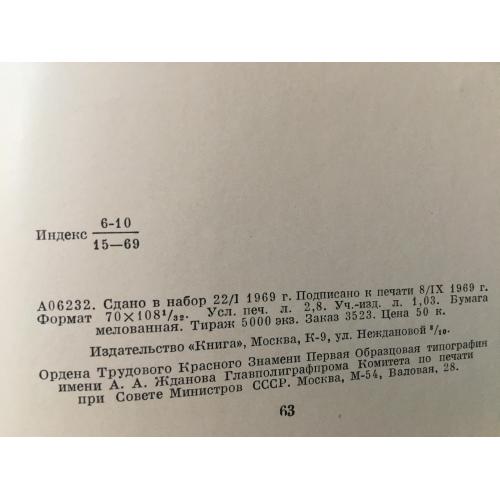 Индекс 6-10
15—69
А06232. Сдано в набор 22/I 1969 г. Подписано к печати 8/IX 1969 г.
Формат 70×108¹/₃₂. Усл. печ. л. 2,8. Уч.-изд. л. 1,03. Бумага
мелованная. Тираж 5000 экз. Заказ 3523. Цена 50 к.
Издательство «Книга», Москва, К-9, ул. Неждановой ⁸/₁₀.
Ордена Трудового Красного Знамени Первая Образцовая типография
имени А. А. Жданова Главполиграфпрома Комитета по печати
при Совете Министров СССР. Москва, М-54, Валовая, 28.
63